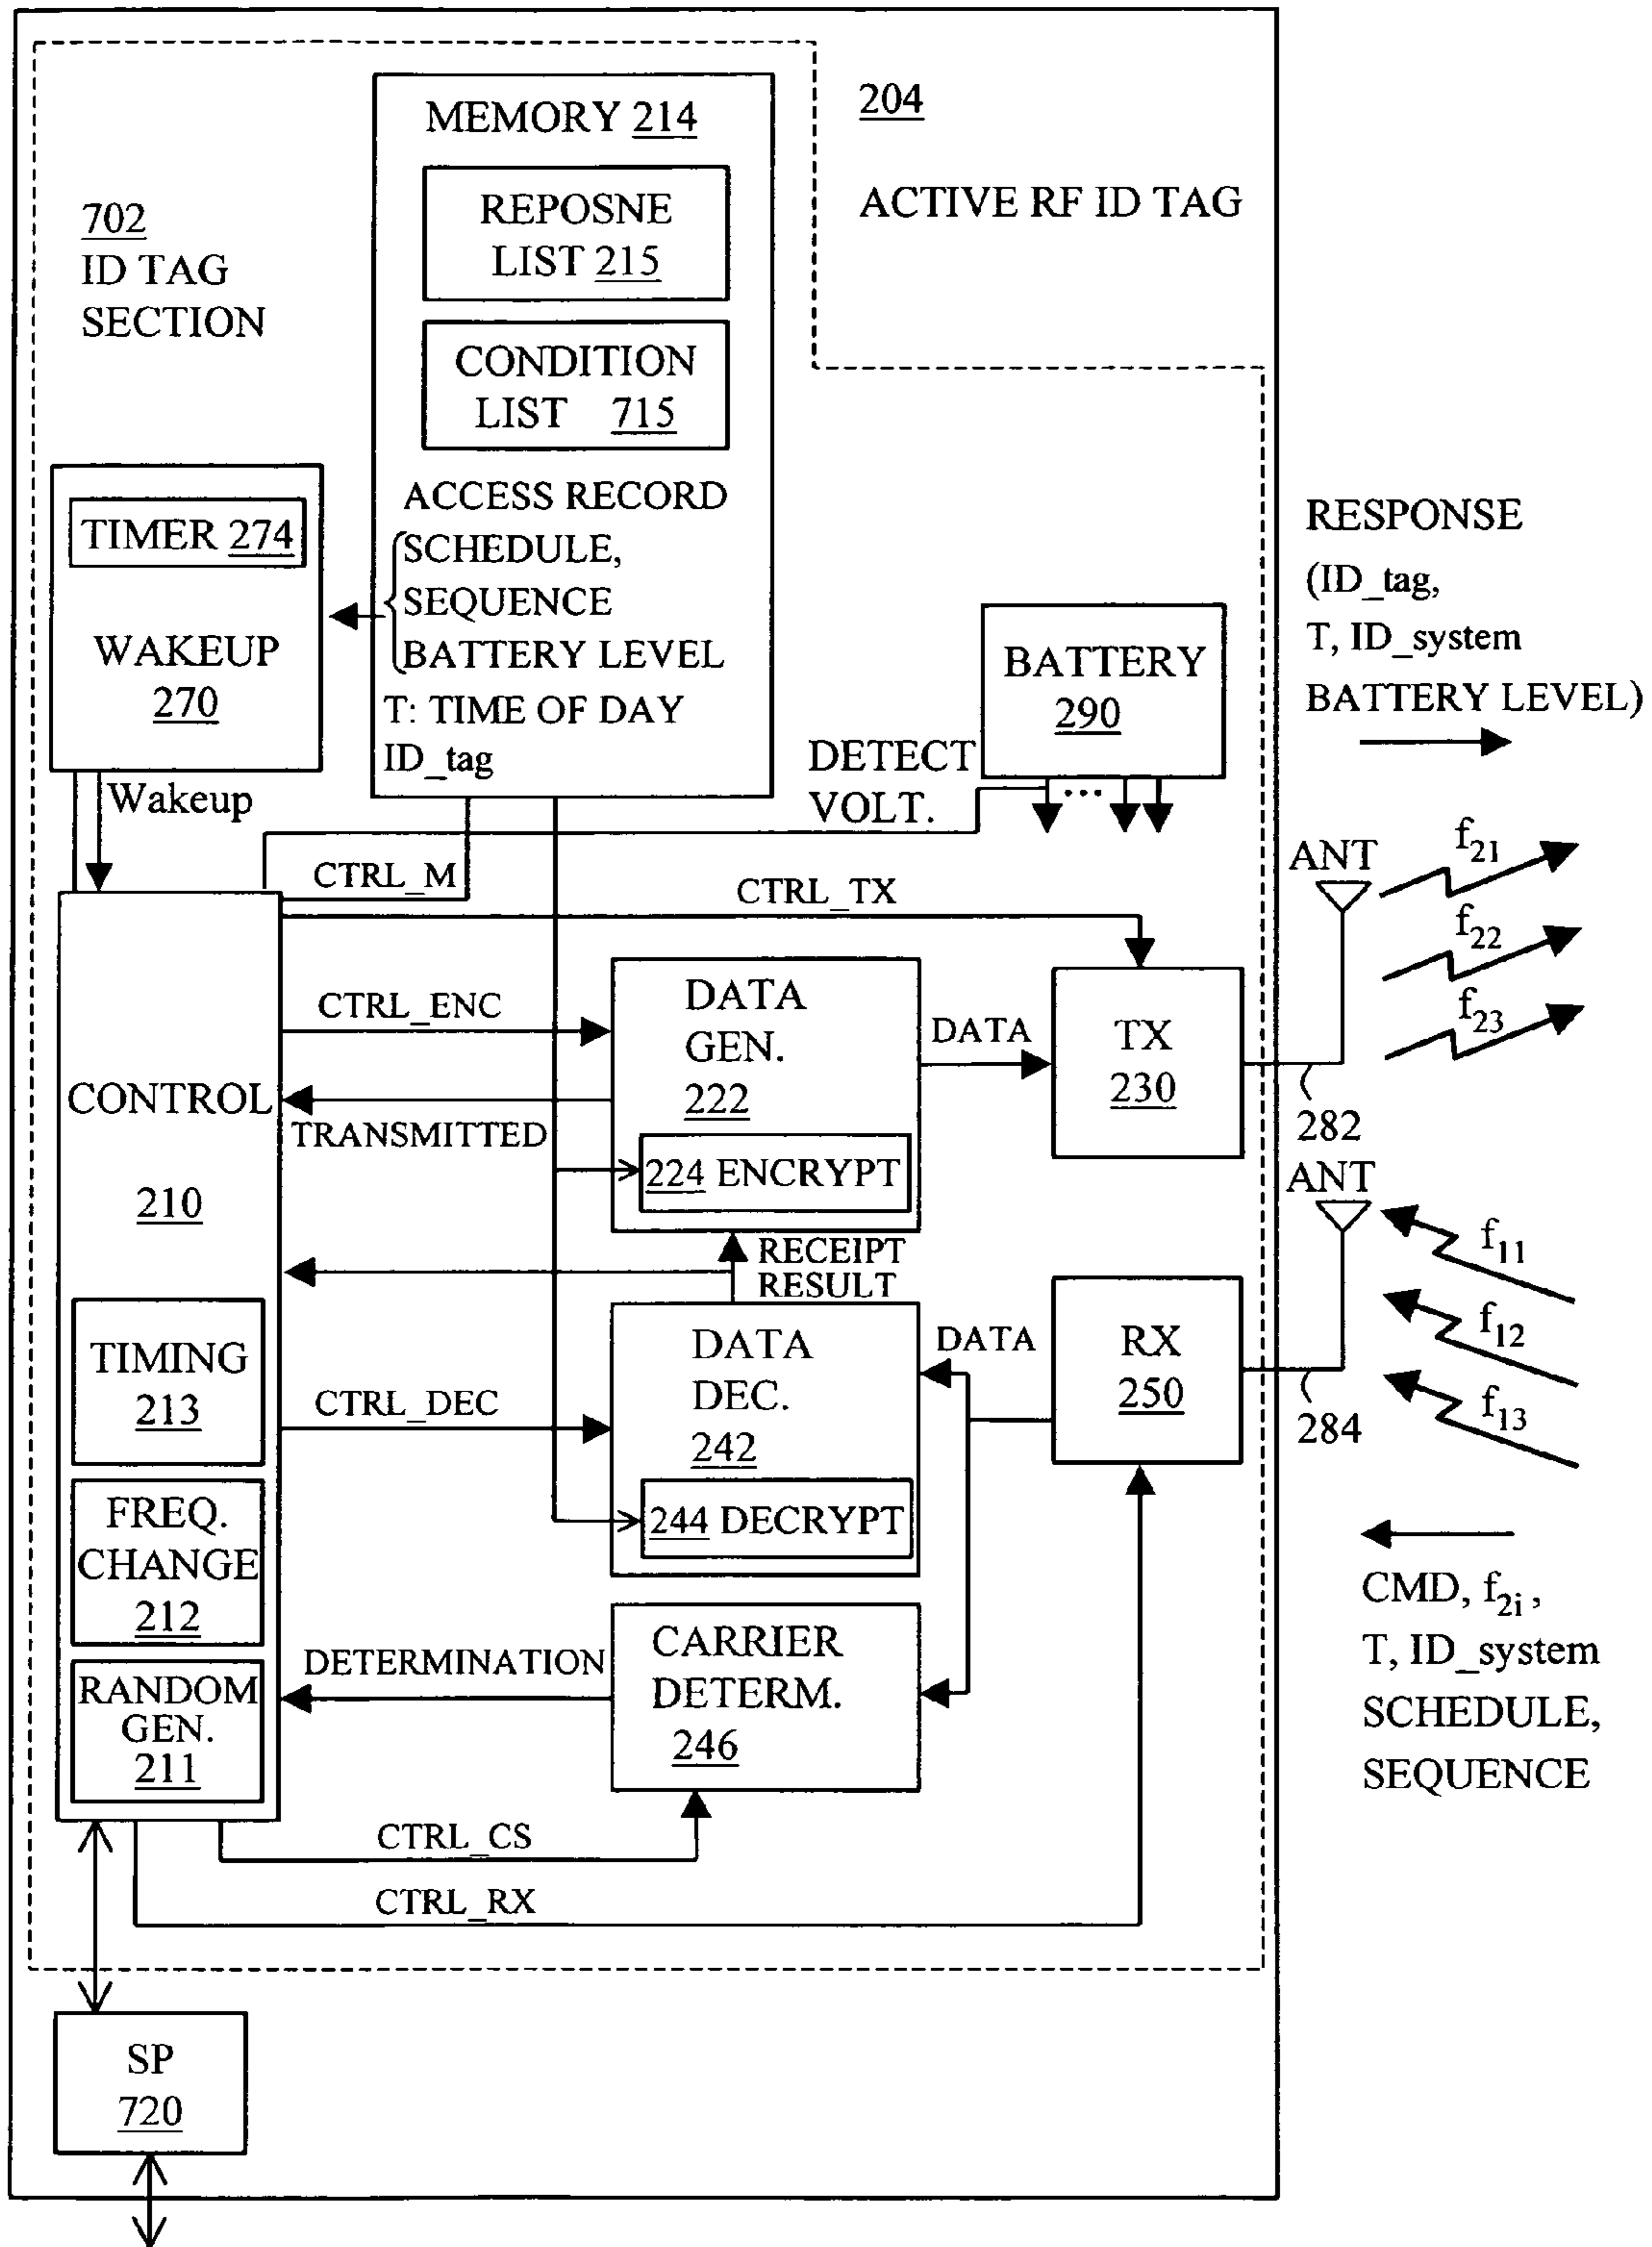 204
ACTIVE RF ID TAG
702
ID TAG
SECTION
MEMORY 214
REPOSNE
LIST 215
CONDITION
LIST 715
ACCESS RECORD
SCHEDULE,
SEQUENCE
BATTERY LEVEL
T: TIME OF DAY
ID_tag
TIMER 274
WAKEUP
270
Wakeup
BATTERY
290
DETECT
VOLT.
...
RESPONSE
(ID_tag,
T, ID_system
BATTERY LEVEL)
CTRL_M
CTRL_TX
CTRL_ENC
TRANSMITTED
DATA
GEN.
222
224 ENCRYPT
DATA
TX
230
ANT
282
f21
f22
f23
CONTROL
210
RECEIPT
RESULT
TIMING
213
FREQ.
CHANGE
212
RANDOM
GEN.
211
CTRL_DEC
DATA
DEC.
242
244 DECRYPT
DATA
RX
250
ANT
284
f11
f12
f13
DETERMINATION
CARRIER
DETERM.
246
CTRL_CS
CTRL_RX
CMD, f2i,
T, ID_system
SCHEDULE,
SEQUENCE
SP
720